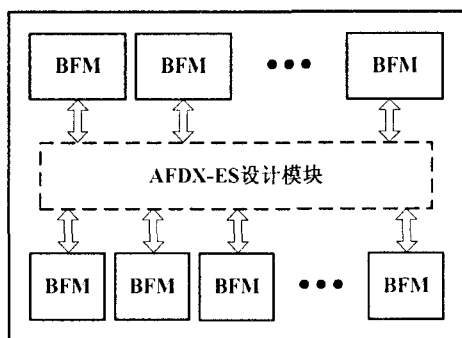 BFM BFM ••• BFM
AFDX-ES设计模块
BFM BFM BFM ••• BFM